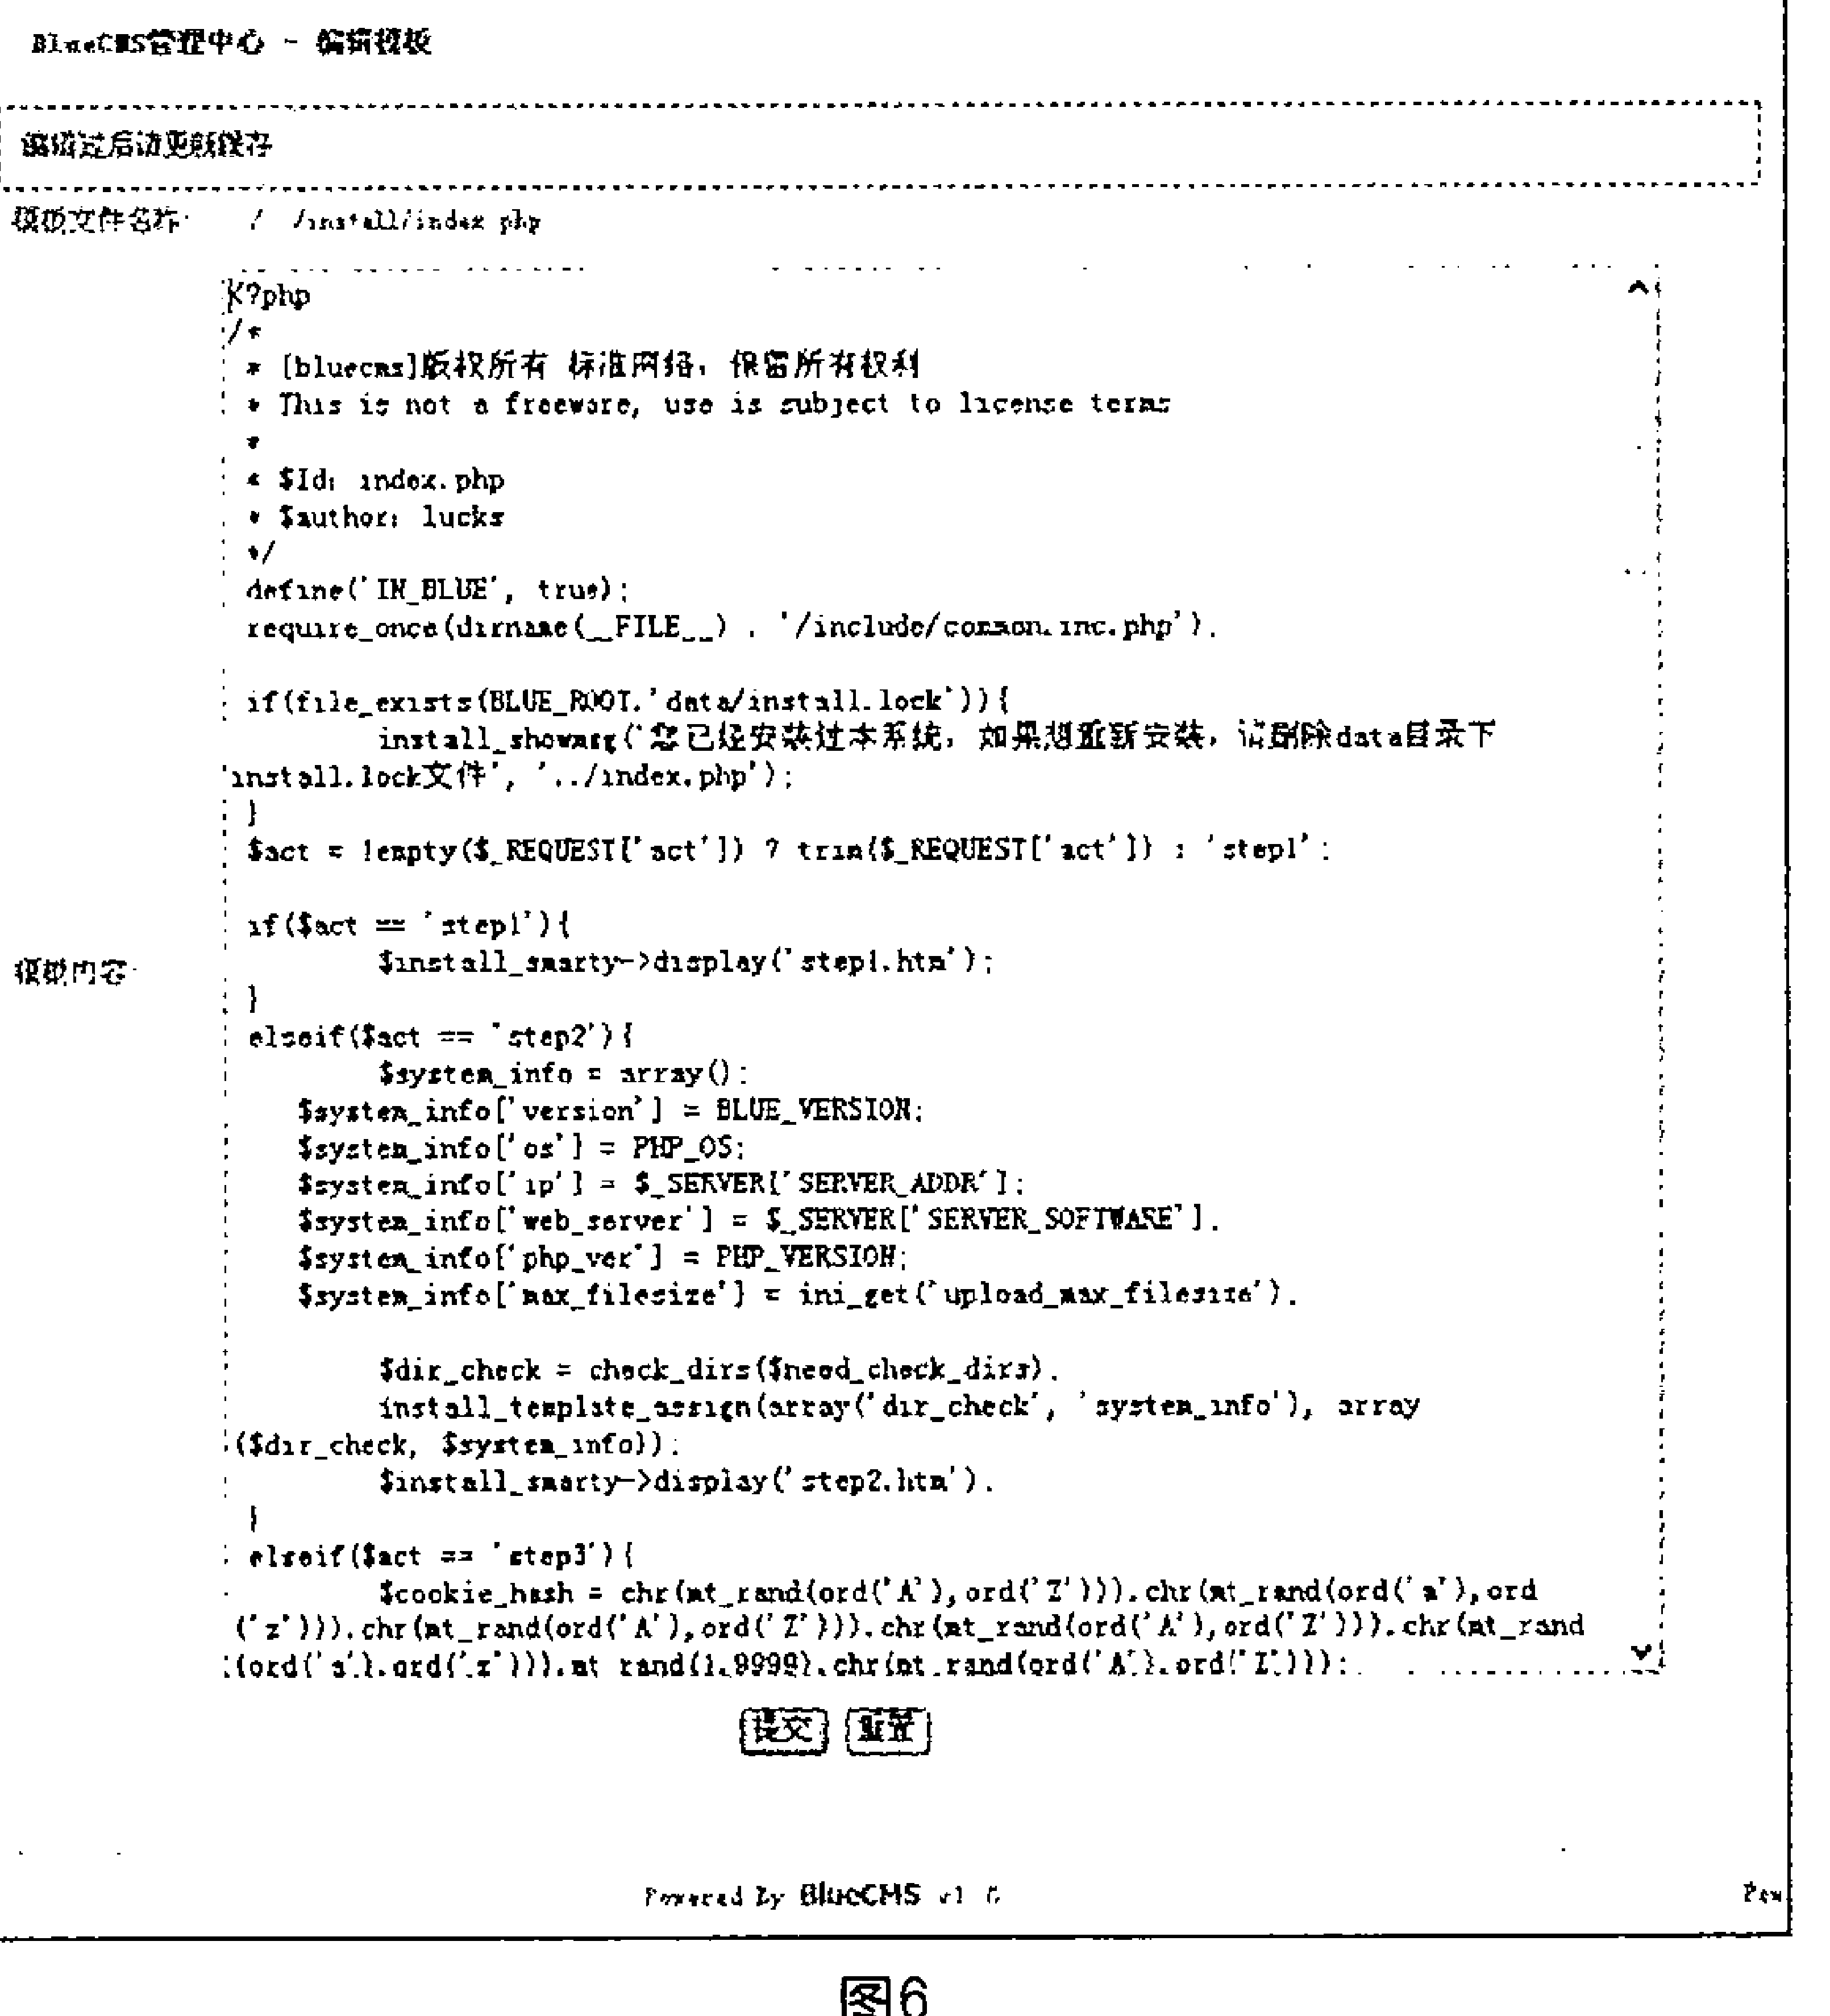 BlueCMS管理中心 - 编辑模板
编辑过后请更新缓存
模板文件名称: / /install/index php
<?php
/*
* [bluecms]版权所有 标准网络，保留所有权利
* This is not a freeware, use is subject to license terms
*
* $Id: index.php
* $author: lucks
*/
define('IN_BLUE', true);
require_once(dirname(__FILE__) . '/include/common.inc.php');
if(file_exists(BLUE_ROOT.'data/install.lock')){
install_showmsg('您已经安装过本系统，如果想重新安装，请删除data目录下
install.lock文件', '../index.php');
}
$act = !empty($_REQUEST['act']) ? trim($_REQUEST['act']) : 'step1';
if($act == 'step1'){
模板内容:
$install_smarty->display('step1.htm');
}
elseif($act == 'step2'){
$system_info = array();
$system_info['version'] = BLUE_VERSION;
$system_info['os'] = PHP_OS;
$system_info['ip'] = $_SERVER['SERVER_ADDR'];
$system_info['web_server'] = $_SERVER['SERVER_SOFTWARE'];
$system_info['php_ver'] = PHP_VERSION;
$system_info['max_filesize'] = ini_get('upload_max_filesize');
$dir_check = check_dirs($need_check_dirs);
install_template_assign(array('dir_check', 'system_info'), array
($dir_check, $system_info));
$install_smarty->display('step2.htm');
}
elseif($act == 'step3'){
$cookie_hash = chr(mt_rand(ord('A'),ord('Z'))).chr(mt_rand(ord('a'),ord
('z'))).chr(mt_rand(ord('A'),ord('Z'))).chr(mt_rand(ord('A'),ord('Z'))).chr(mt_rand
(ord('a'),ord('z'))).mt_rand(1,9999).chr(mt_rand(ord('A'),ord('Z')));
提交 重置
Powered by BlueCMS v1 6
Pow
图6